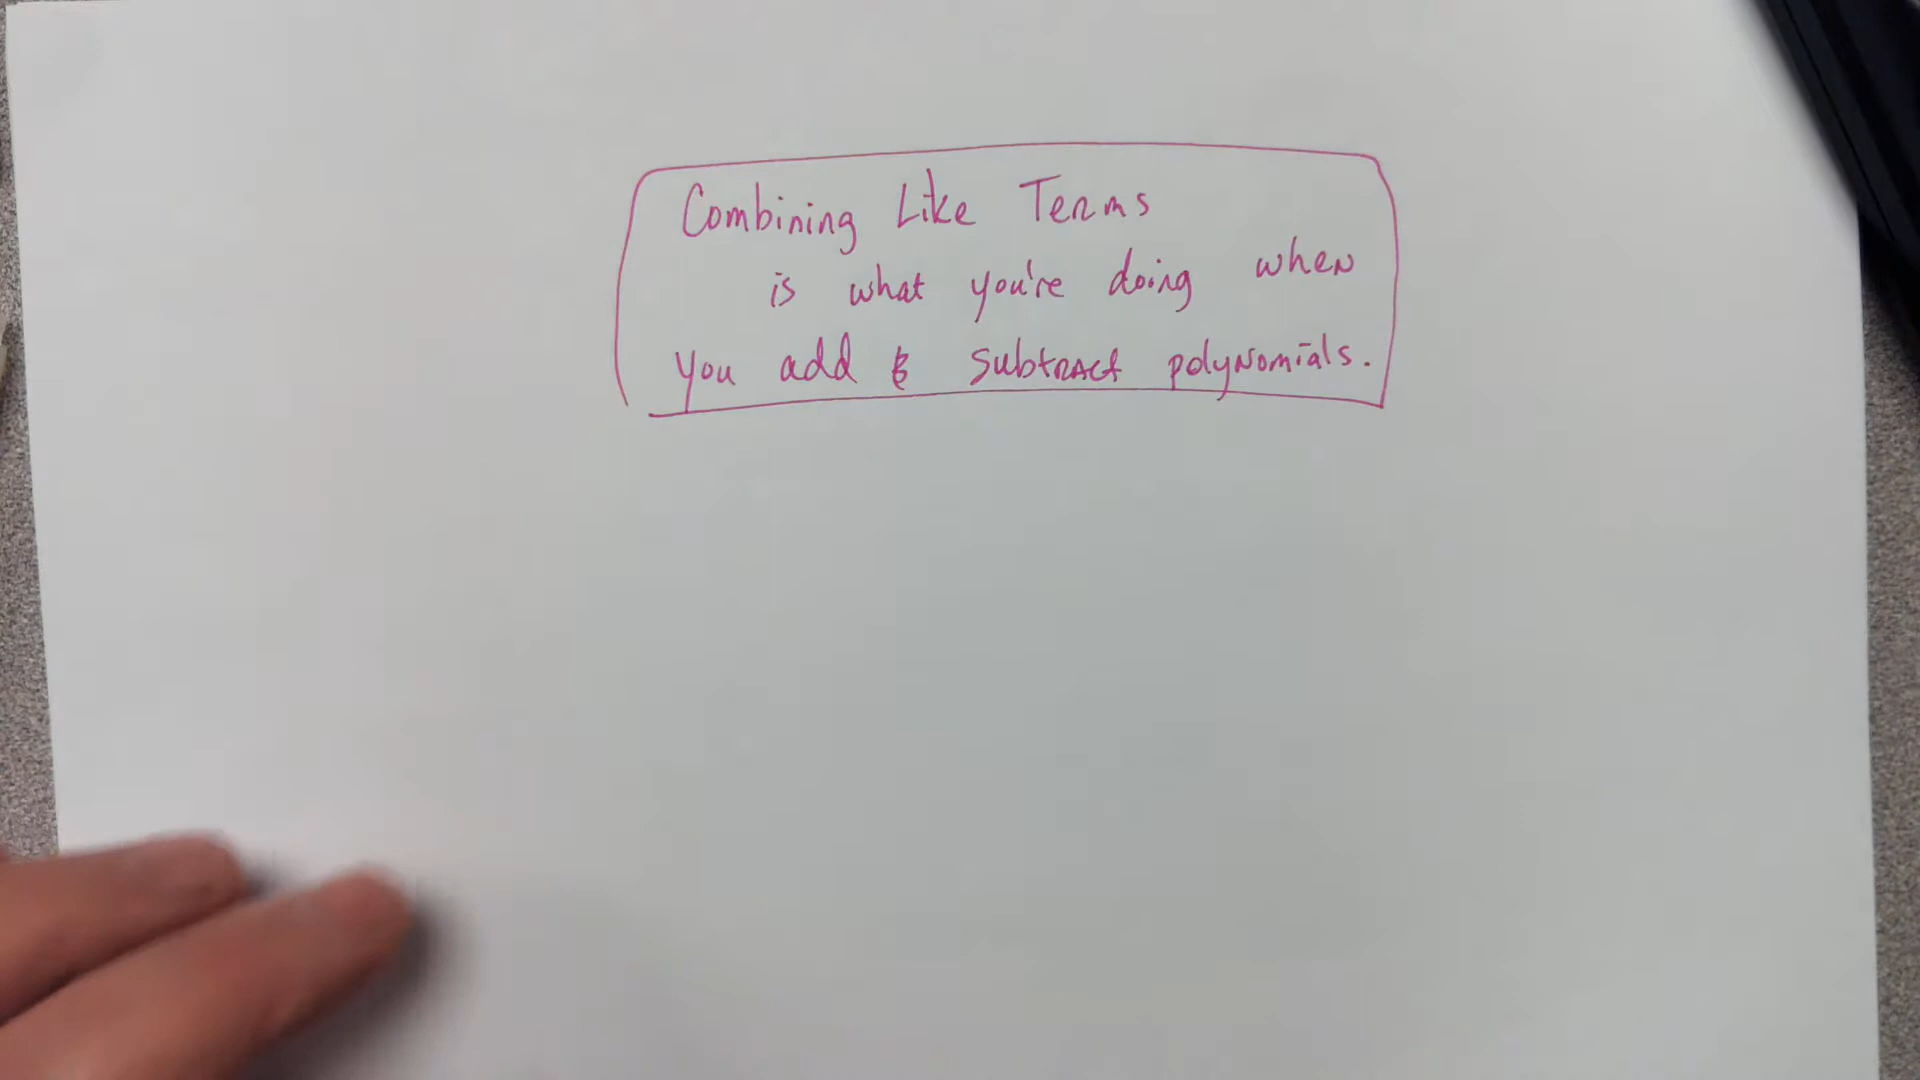 Combining Like Terms
is what you're doing when
you add & subtract polynomials.